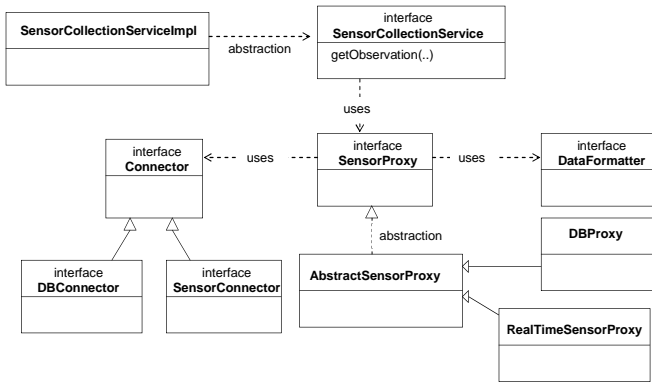 SensorCollectionServiceImpl
abstraction
interface
SensorCollectionService
getObservation(..)
uses
interface
Connector
uses
interface
SensorProxy
uses
interface
DataFormatter
abstraction
interface
DBConnector
interface
SensorConnector
AbstractSensorProxy
DBProxy
RealTimeSensorProxy